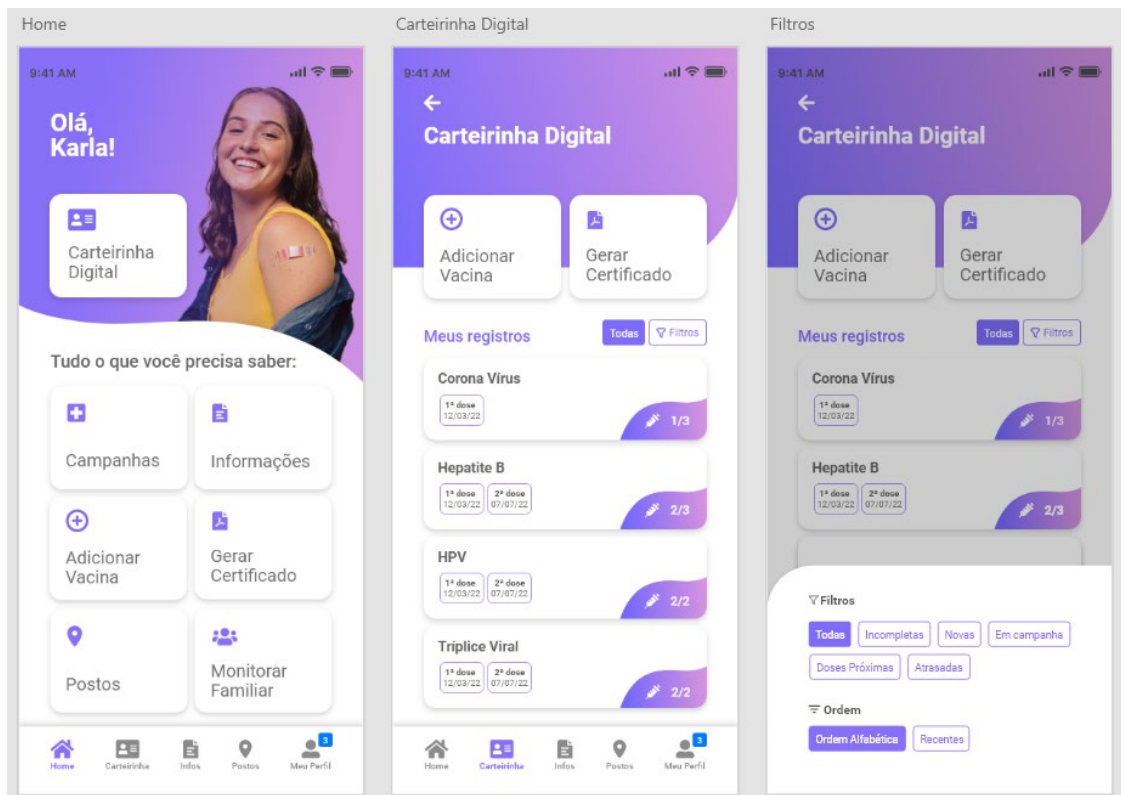 Home
9:41 AM
Olá,
Karla!
Carteirinha
Digital
Tudo o que você precisa saber:
Campanhas
Informações
Adicionar
Vacina
Gerar
Certificado
Postos
Monitorar
Familiar
3
Home
Carteirinha
Infos
Postos
Meu Perfil
Carteirinha Digital
9:41 AM
Carteirinha Digital
Adicionar
Vacina
Gerar
Certificado
Meus registros
Todas
Filtros
Corona Vírus
1ª dose
12/03/22
1/3
Hepatite B
1ª dose
12/03/22
2ª dose
07/07/22
2/3
HPV
1ª dose
12/03/22
2ª dose
07/07/22
2/2
Tríplice Viral
1ª dose
12/03/22
2ª dose
07/07/22
2/2
3
Home
Carteirinha
Infos
Postos
Meu Perfil
Filtros
9:41 AM
Carteirinha Digital
Adicionar
Vacina
Gerar
Certificado
Meus registros
Todas
Filtros
Corona Vírus
1ª dose
12/03/22
1/3
Hepatite B
1ª dose
12/03/22
2ª dose
07/07/22
2/3
Filtros
Todas
Incompletas
Novas
Em campanha
Doses Próximas
Atrasadas
Ordem
Ordem Alfabética
Recentes